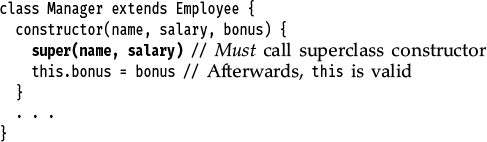 class Manager extends Employee {
constructor(name, salary, bonus) {
super(name, salary) // Must call superclass constructor
this.bonus = bonus // Afterwards, this is valid
}
. . .
}